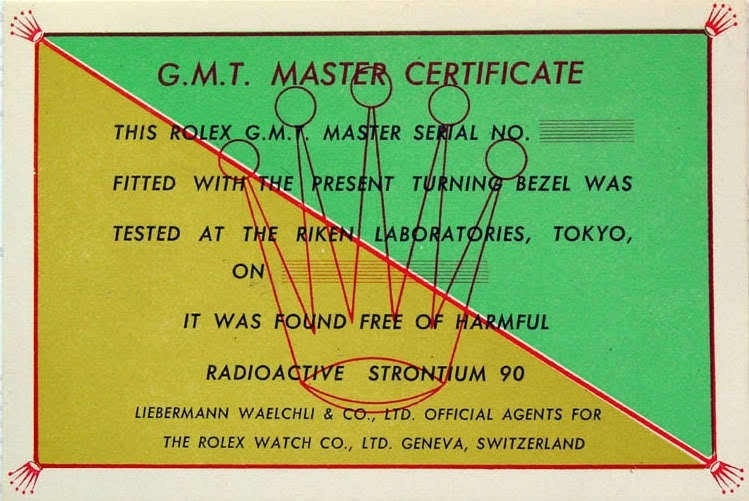 G.M.T. MASTER CERTIFICATE
THIS ROLEX G.M.T. MASTER SERIAL NO.
FITTED WITH THE PRESENT TURNING BEZEL WAS
TESTED AT THE RIKEN LABORATORIES, TOKYO,
ON
IT WAS FOUND FREE OF HARMFUL
RADIOACTIVE STRONTIUM 90
LIEBERMANN WAELCHLI & CO., LTD. OFFICIAL AGENTS FOR
THE ROLEX WATCH CO., LTD. GENEVA, SWITZERLAND